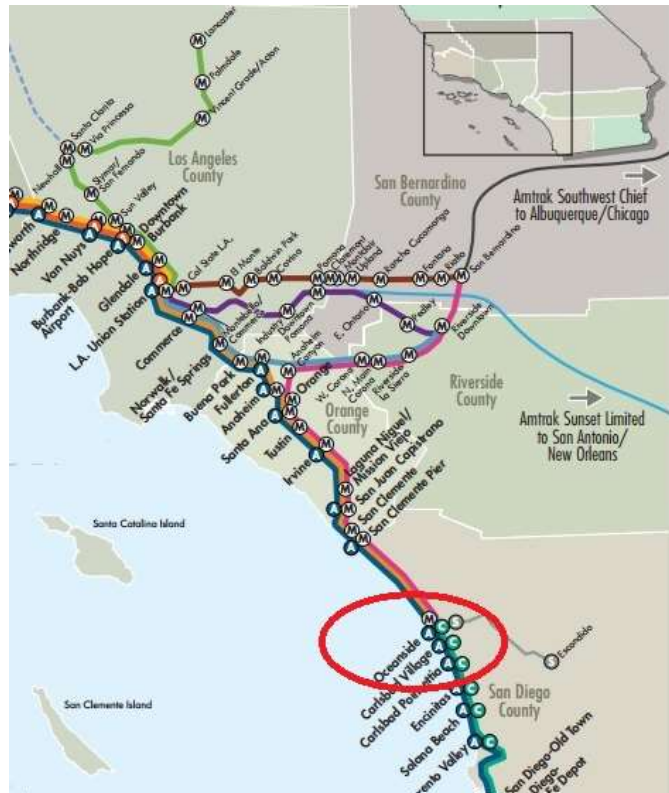 Lancaster
Palmdale
Vincent Grade/Acton
Santa Clarita
Via Princessa
Newhall
Sylmar/
San Fernando
Sun Valley
Los Angeles
County
San Bernardino
County
Amtrak Southwest Chief
to Albuquerque/Chicago
Northridge
Van Nuys
Burbank-Bob Hope
Airport
Downtown
Burbank
Glendale
L.A. Union Station
Cal State L.A.
El Monte
Baldwin Park
Covina
Pomona
Claremont
Montclair
Upland
Rancho Cucamonga
Fontana
Rialto
San Bernardino
Commerce
Montebello/
Commerce
Industry
Downtown
Pomona
E. Ontario
Pedley
Riverside
Downtown
Norwalk/
Santa Fe Springs
Buena Park
Fullerton
Anaheim
Santa Ana
Anaheim
Canyon
Orange
W. Corona
N. Main
Corona
Riverside
la Sierra
Orange
County
Riverside
County
Amtrak Sunset Limited
to San Antonio/
New Orleans
Tustin
Irvine
Laguna Niguel/
Mission Viejo
San Juan Capistrano
San Clemente
San Clemente Pier
Santa Catalina Island
San Clemente Island
Oceanside
Carlsbad Village
Carlsbad Poinsettia
Encinitas
Solana Beach
Escondido
San Diego
County
San Diego-Old Town